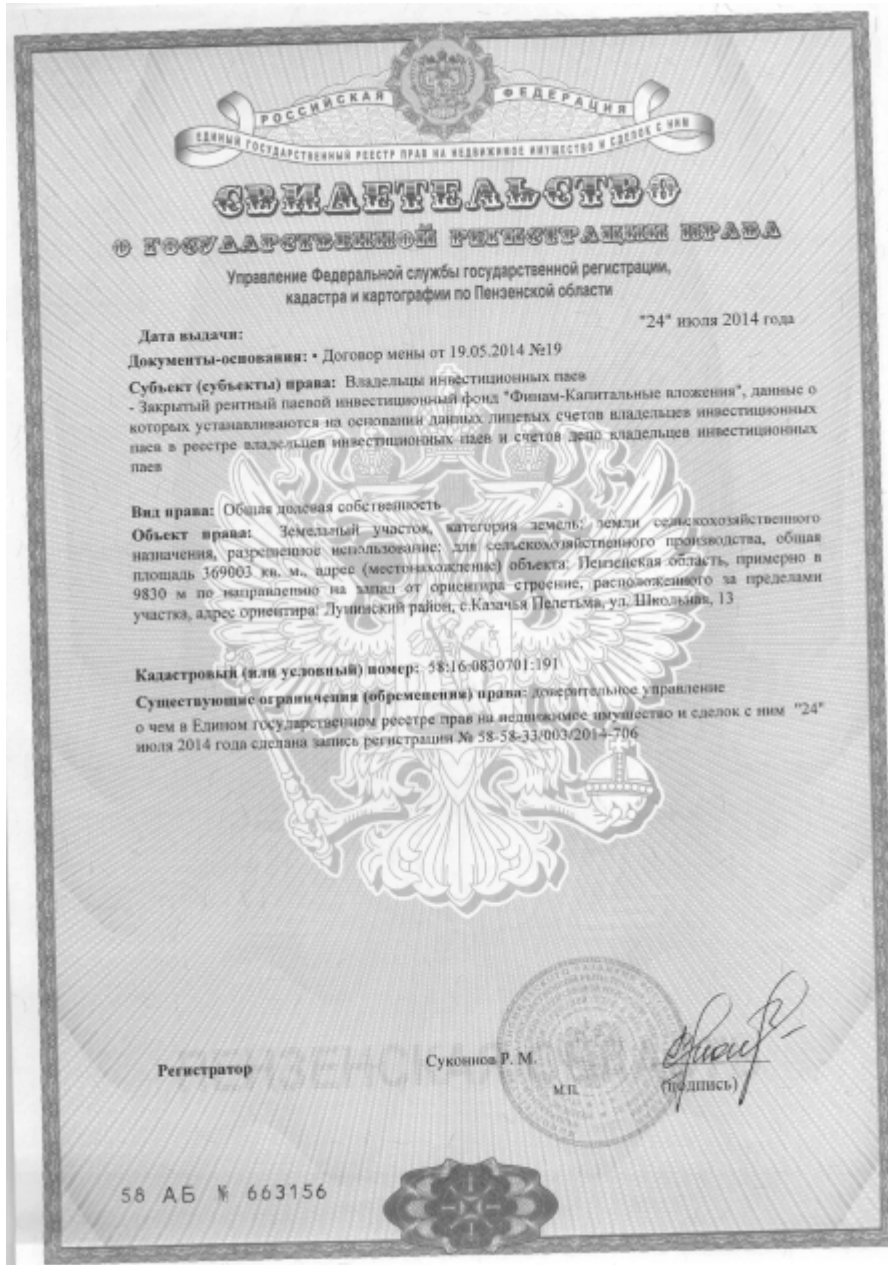 РОССИЙСКАЯ ФЕДЕРАЦИЯ
ЕДИНЫЙ ГОСУДАРСТВЕННЫЙ РЕЕСТР ПРАВ НА НЕДВИЖИМОЕ ИМУЩЕСТВО И СДЕЛОК С НИМ
СВИДЕТЕЛЬСТВО
О ГОСУДАРСТВЕННОЙ РЕГИСТРАЦИИ ПРАВА
Управление Федеральной службы государственной регистрации,
кадастра и картографии по Пензенской области
Дата выдачи: "24" июля 2014 года
Документы-основания: • Договор мены от 19.05.2014 №19
Субъект (субъекты) права: Владельцы инвестиционных паев
- Закрытый рентный паевой инвестиционный фонд "Финам-Капитальные вложения", данные о
которых устанавливаются на основании данных лицевых счетов владельцев инвестиционных
паев в реестре владельцев инвестиционных паев и счетов депо владельцев инвестиционных
паев
Вид права: Общая долевая собственность
Объект права: Земельный участок, категория земель: земли сельскохозяйственного
назначения, разрешенное использование: для сельскохозяйственного производства, общая
площадь 369003 кв. м., адрес (местонахождение) объекта: Пензенская область, примерно в
9830 м по направлению на запад от ориентира строение, расположенного за пределами
участка, адрес ориентира: Лунинский район, с.Казачья Пелетьма, ул. Школьная, 13
Кадастровый (или условный) номер: 58:16:0830701:191
Существующие ограничения (обременения) права: доверительное управление
о чем в Едином государственном реестре прав на недвижимое имущество и сделок с ним "24"
июля 2014 года сделана запись регистрации № 58-58-33/003/2014-706
Регистратор Суконнов Р. М.
М.П. (подпись)
58 АБ № 663156